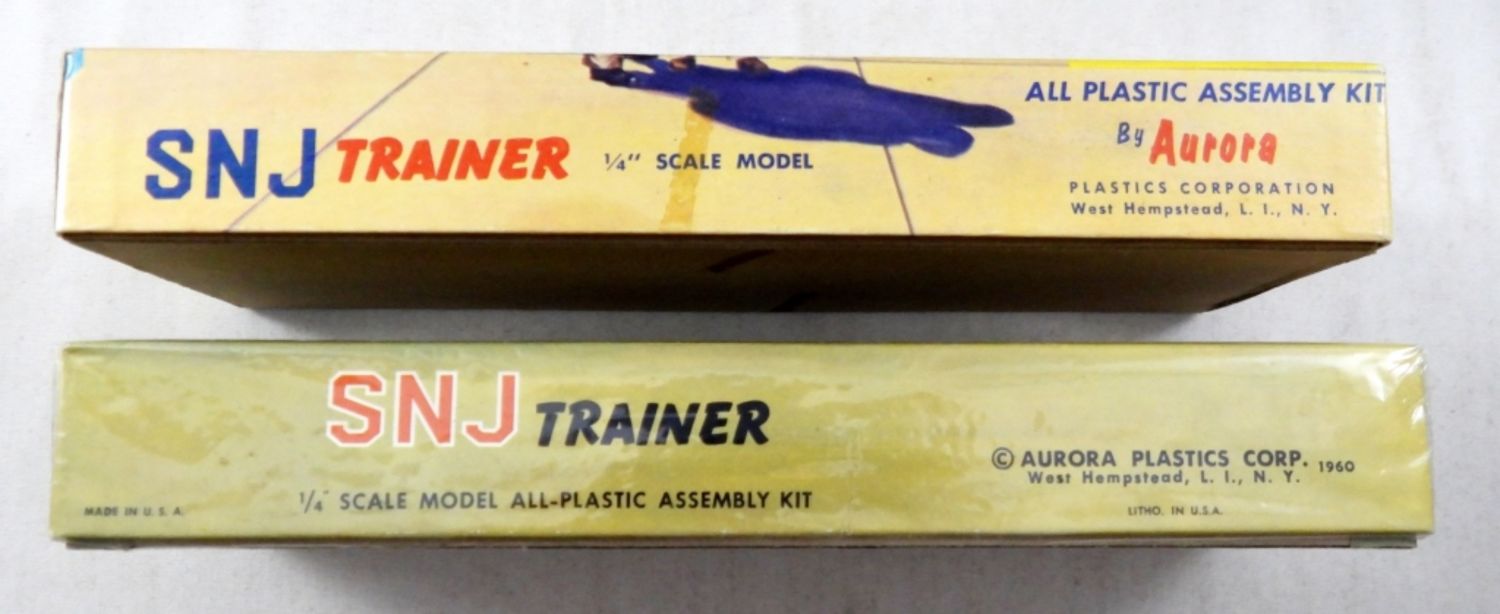 SNJ TRAINER 1/4" SCALE MODEL
ALL PLASTIC ASSEMBLY KIT
By Aurora
PLASTICS CORPORATION
West Hempstead, L. I., N. Y.
SNJ TRAINER
1/4" SCALE MODEL ALL-PLASTIC ASSEMBLY KIT
MADE IN U. S. A.
© AURORA PLASTICS CORP. 1960
West Hempstead, L. I., N. Y.
LITHO. IN U.S.A.